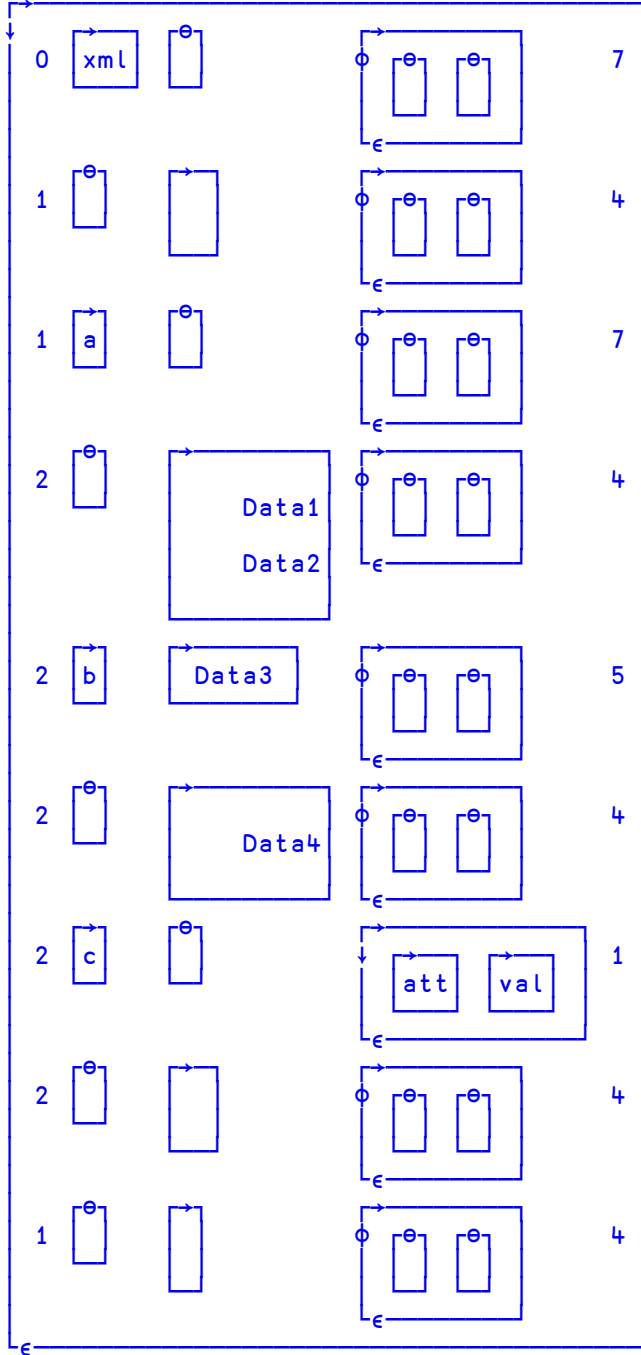 0 xml 7
1 4
1 a 7
2 4
Data1
Data2
2 b Data3 5
2 4
Data4
2 c att val 1
2 4
1 4